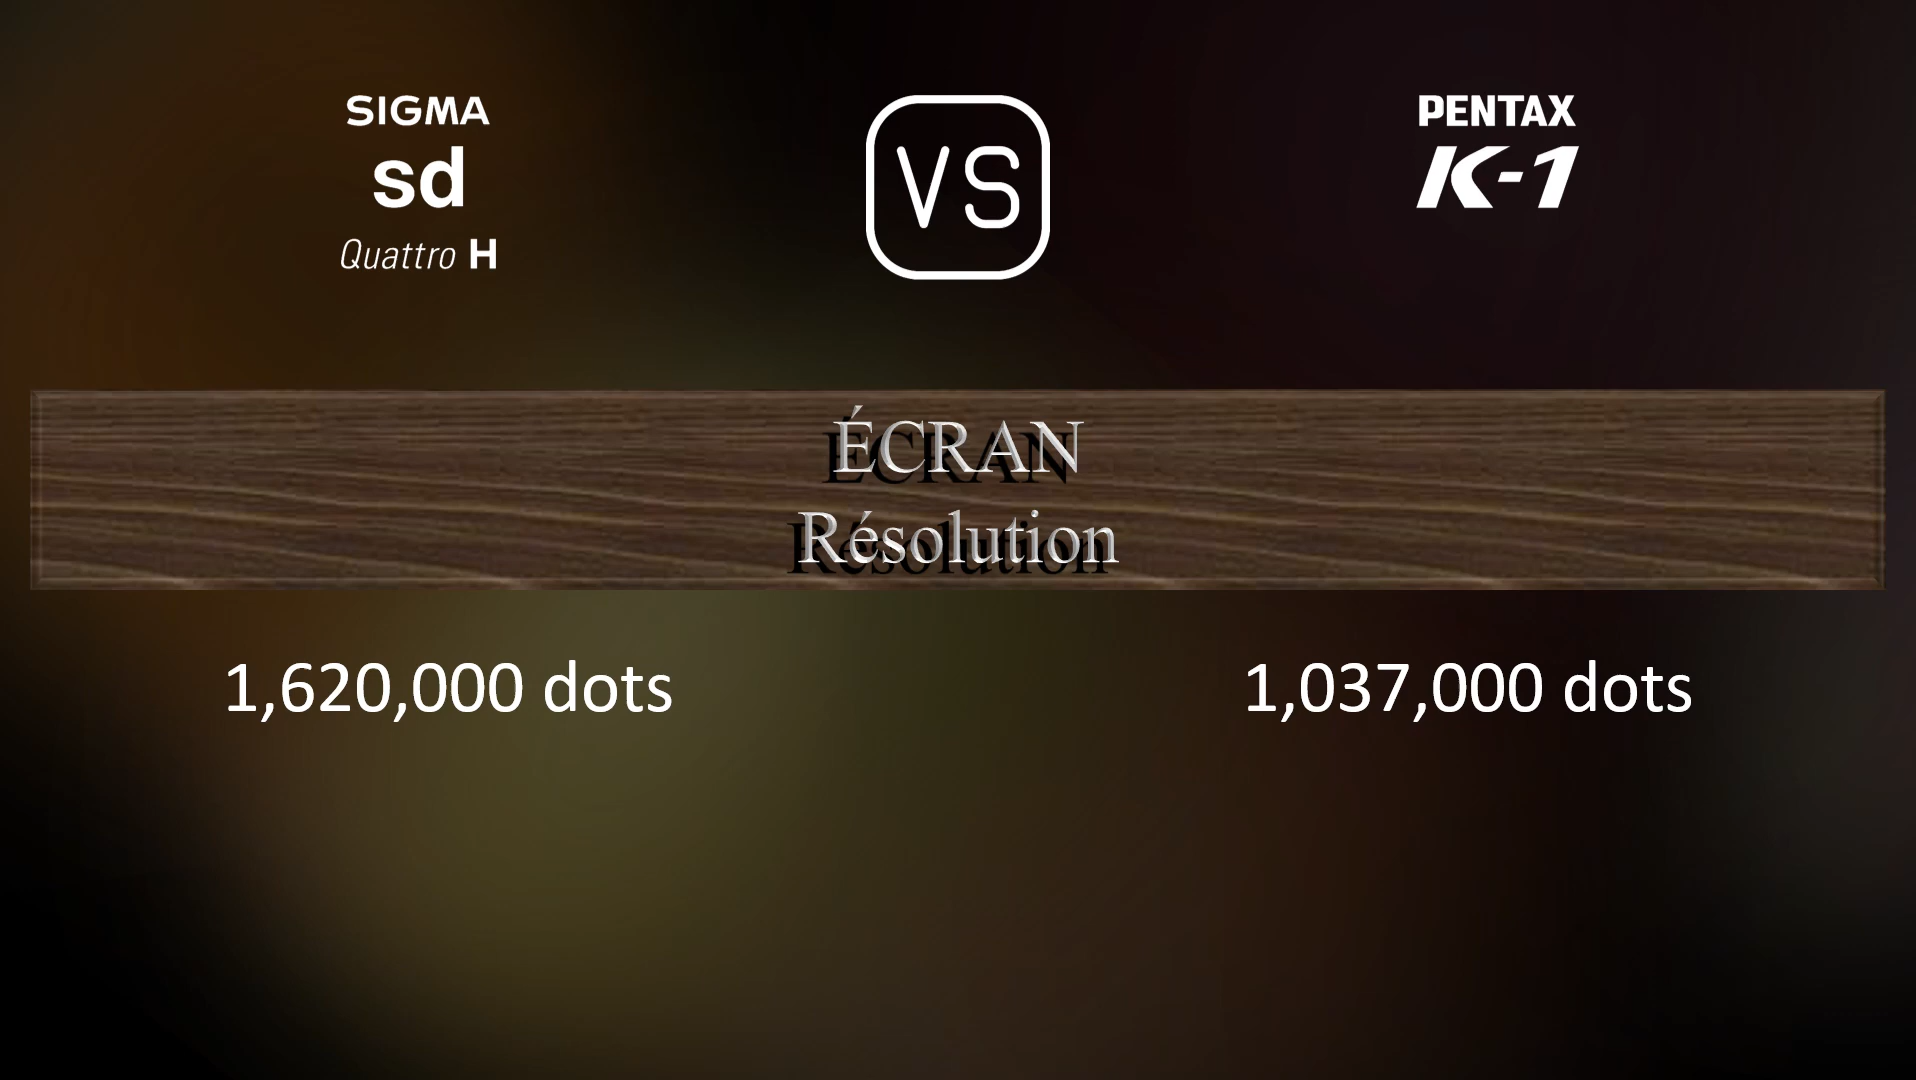 SIGMA
sd
Quattro H
VS
PENTAX
K-1
ÉCRAN
Résolution
1,620,000 dots
1,037,000 dots